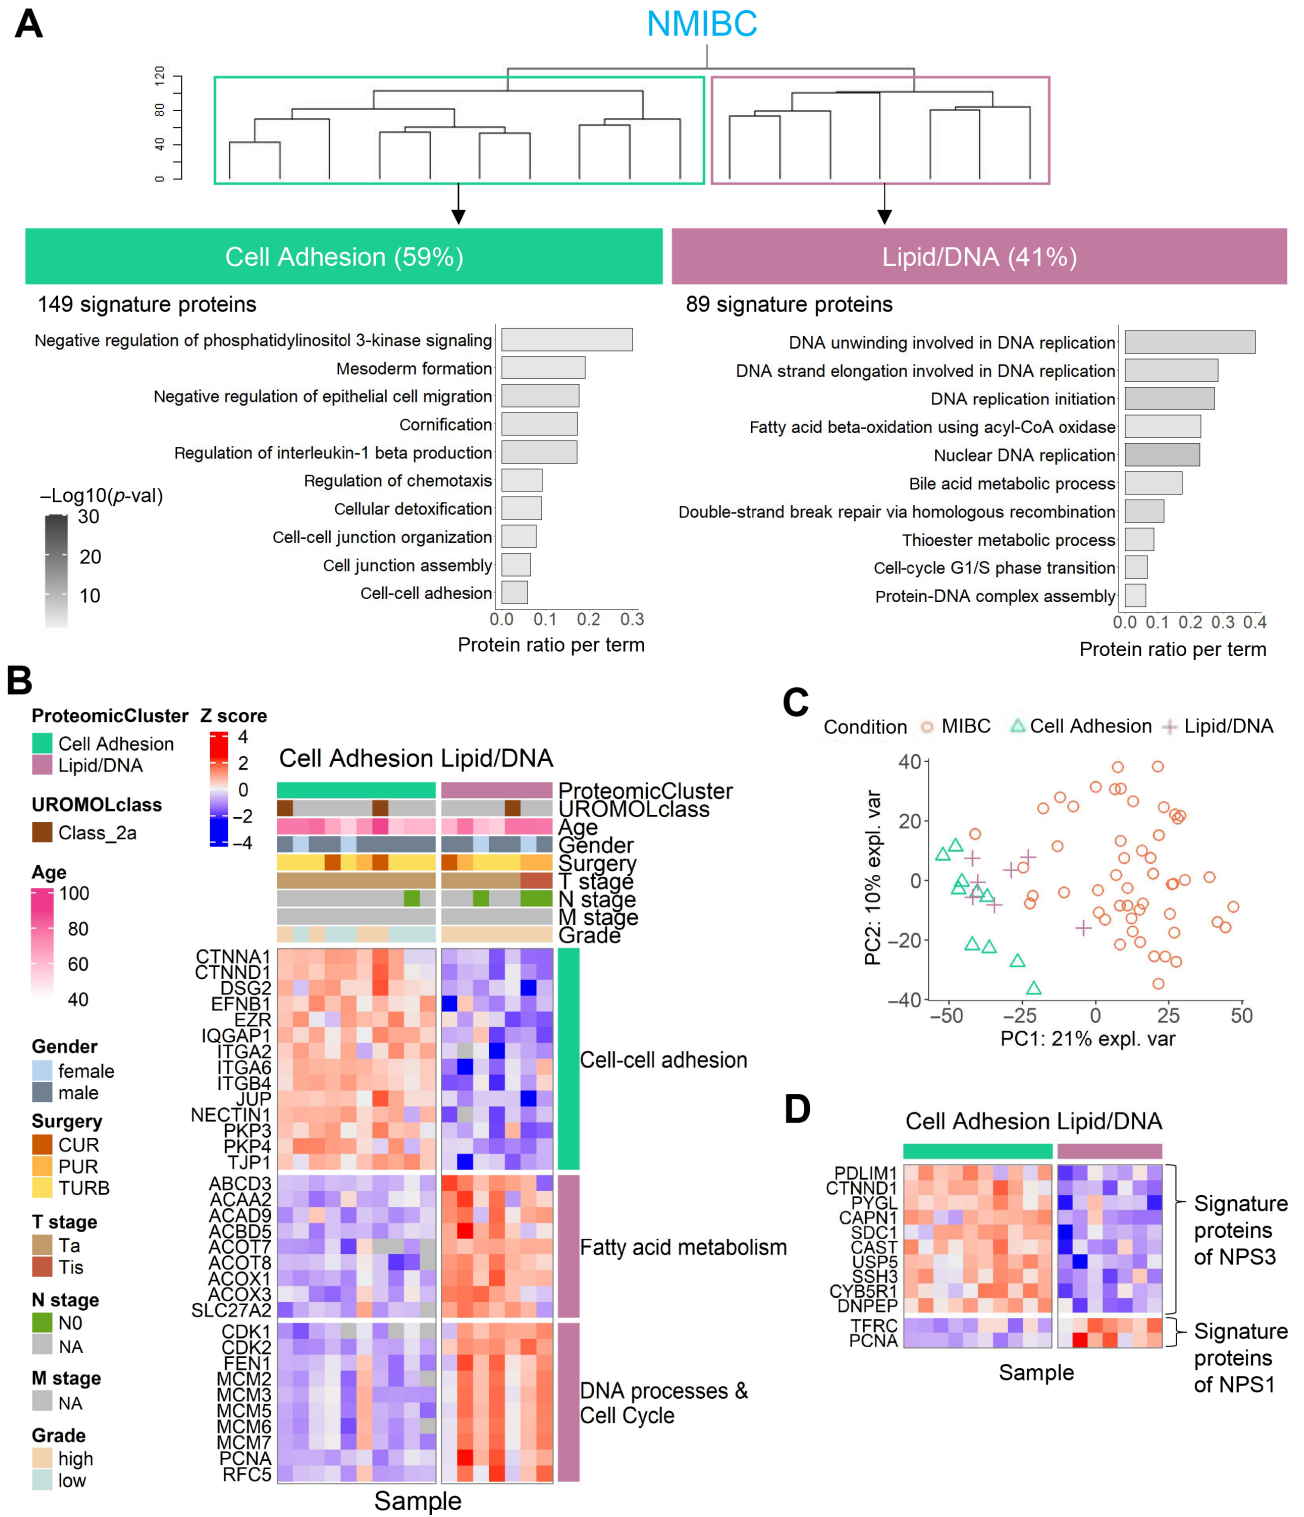 A
NMIBC
120
80
40
0
Cell Adhesion (59%)
Lipid/DNA (41%)
149 signature proteins
89 signature proteins
Negative regulation of phosphatidylinositol 3-kinase signaling
Mesoderm formation
Negative regulation of epithelial cell migration
Cornification
Regulation of interleukin-1 beta production
Regulation of chemotaxis
Cellular detoxification
Cell-cell junction organization
Cell junction assembly
Cell-cell adhesion
0.0 0.1 0.2 0.3
Protein ratio per term
–Log10(p-val)
30
20
10
DNA unwinding involved in DNA replication
DNA strand elongation involved in DNA replication
DNA replication initiation
Fatty acid beta-oxidation using acyl-CoA oxidase
Nuclear DNA replication
Bile acid metabolic process
Double-strand break repair via homologous recombination
Thioester metabolic process
Cell-cycle G1/S phase transition
Protein-DNA complex assembly
0.0 0.1 0.2 0.3 0.4
Protein ratio per term
B
ProteomicCluster
Cell Adhesion
Lipid/DNA
UROMOLclass
Class_2a
Age
100
80
60
40
Gender
female
male
Surgery
CUR
PUR
TURB
T stage
Ta
Tis
N stage
N0
NA
M stage
NA
Grade
high
low
Z score
4
2
0
−2
−4
Cell Adhesion Lipid/DNA
ProteomicCluster
UROMOLclass
Age
Gender
Surgery
T stage
N stage
M stage
Grade
CTNNA1
CTNND1
DSG2
EFNB1
EZR
IQGAP1
ITGA2
ITGA6
ITGB4
JUP
NECTIN1
PKP3
PKP4
TJP1
Cell-cell adhesion
ABCD3
ACAA2
ACAD9
ACBD5
ACOT7
ACOT8
ACOX1
ACOX3
SLC27A2
Fatty acid metabolism
CDK1
CDK2
FEN1
MCM2
MCM3
MCM5
MCM6
MCM7
PCNA
RFC5
DNA processes &
Cell Cycle
Sample
C
Condition MIBC Cell Adhesion Lipid/DNA
40
20
0
−20
−40
PC2: 10% expl. var
−50 −25 0 25 50
PC1: 21% expl. var
D
Cell Adhesion Lipid/DNA
PDLIM1
CTNND1
PYGL
CAPN1
SDC1
CAST
USP5
SSH3
CYB5R1
DNPEP
Signature
proteins
of NPS3
TFRC
PCNA
Signature
proteins
of NPS1
Sample